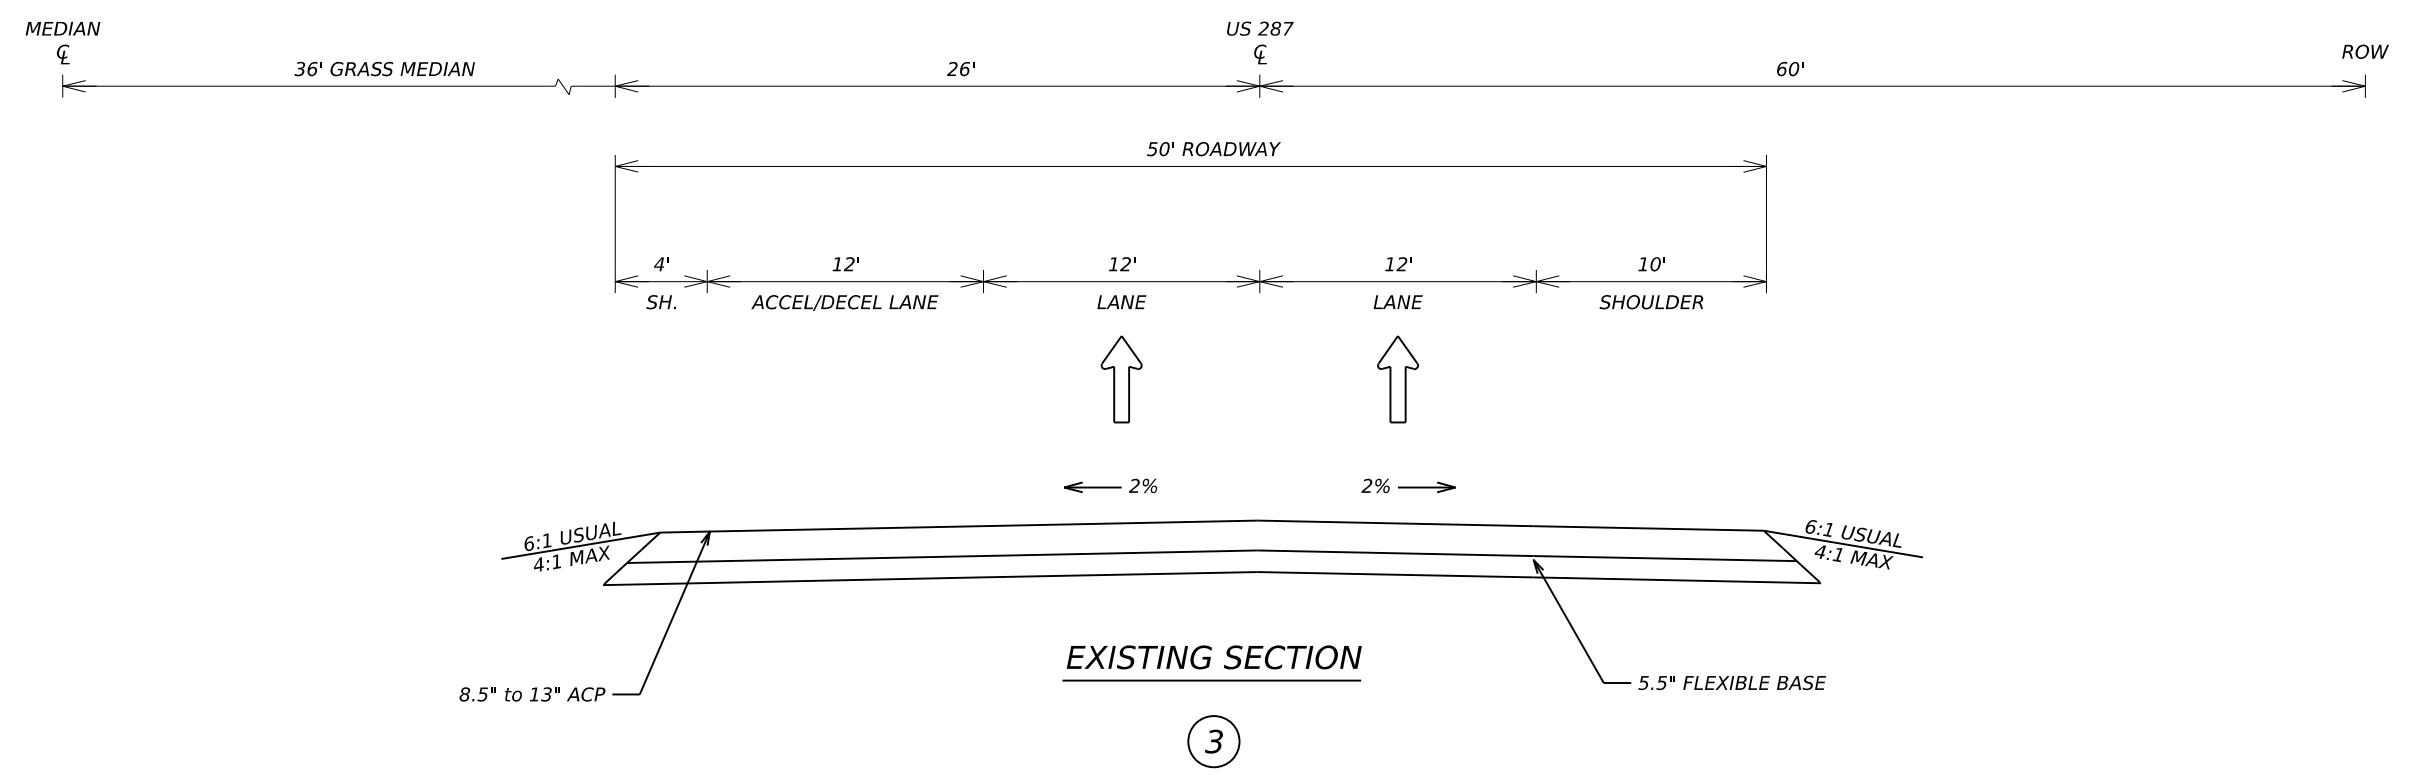 MEDIAN
℄
US 287
℄
ROW
36' GRASS MEDIAN
26'
60'
50' ROADWAY
4'
12'
12'
12'
10'
SH.
ACCEL/DECEL LANE
LANE
LANE
SHOULDER
2%
2%
6:1 USUAL
4:1 MAX
6:1 USUAL
4:1 MAX
8.5" to 13" ACP
5.5" FLEXIBLE BASE
EXISTING SECTION
3